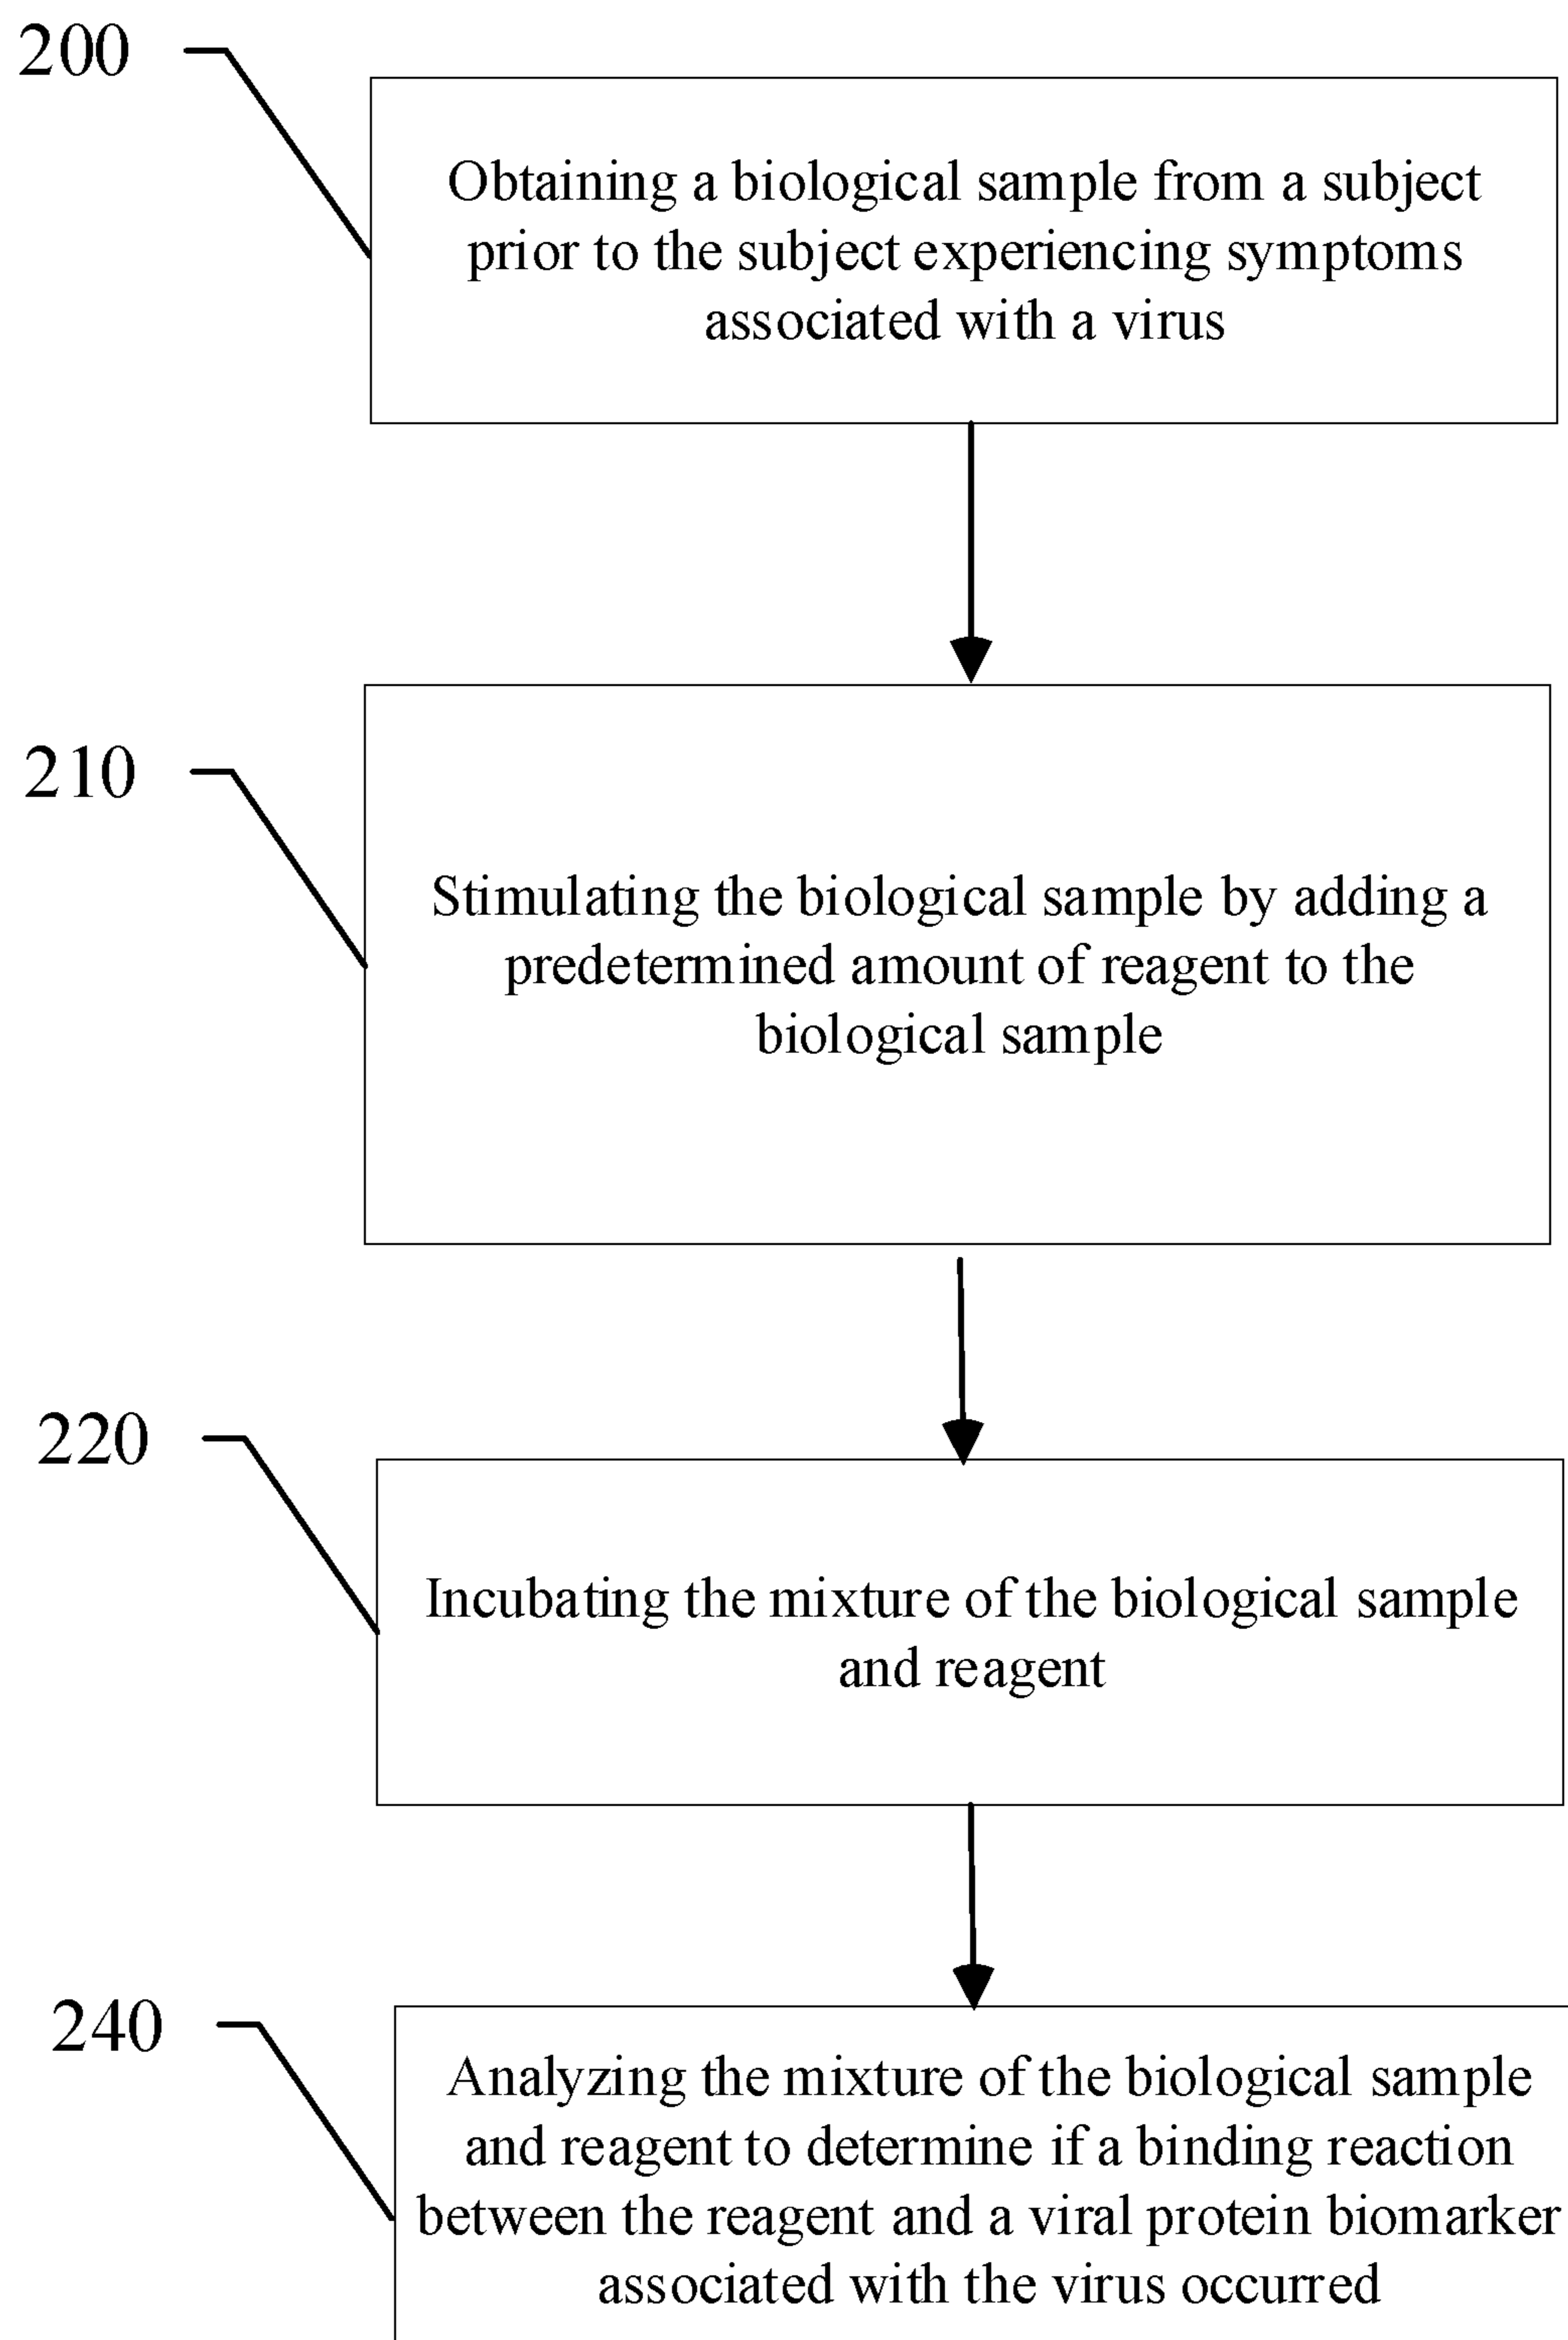 200
Obtaining a biological sample from a subject
prior to the subject experiencing symptoms
associated with a virus
210
Stimulating the biological sample by adding a
predetermined amount of reagent to the
biological sample
220
Incubating the mixture of the biological sample
and reagent
240
Analyzing the mixture of the biological sample
and reagent to determine if a binding reaction
between the reagent and a viral protein biomarker
associated with the virus occurred